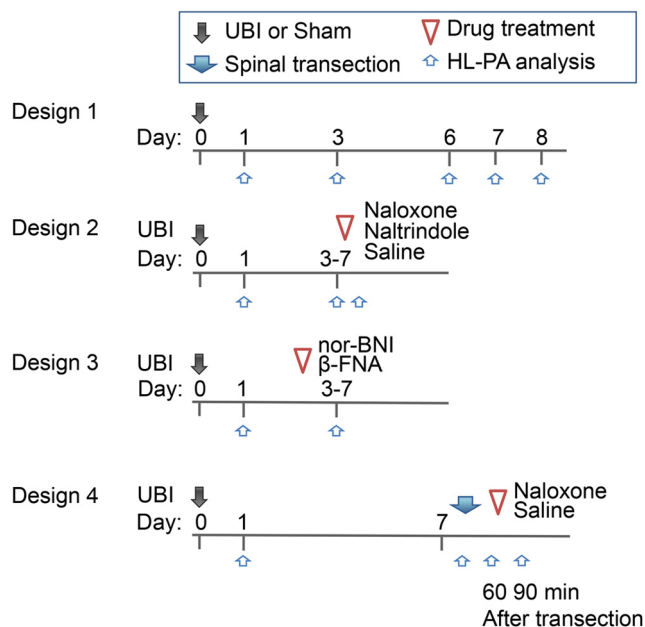 UBI or Sham
Drug treatment
Spinal transection
HL-PA analysis
Design 1
Day: 0 1 3 6 7 8
Design 2
UBI
Naloxone
Naltrindole
Saline
Day: 0 1 3-7
Design 3
UBI
nor-BNI
β-FNA
Day: 0 1 3-7
Design 4
UBI
Naloxone
Saline
Day: 0 1 7
60 90 min
After transection